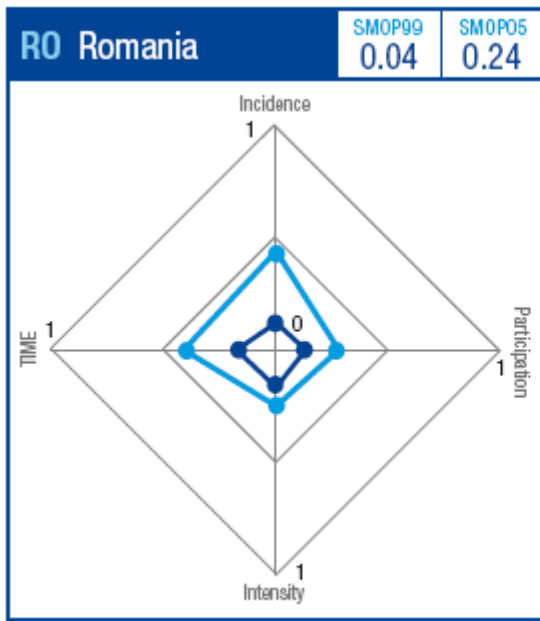 RO Romania
SMOP99
0.04
SMOP05
0.24
Incidence
1
0
1
TIME
Participation
1
1
Intensity